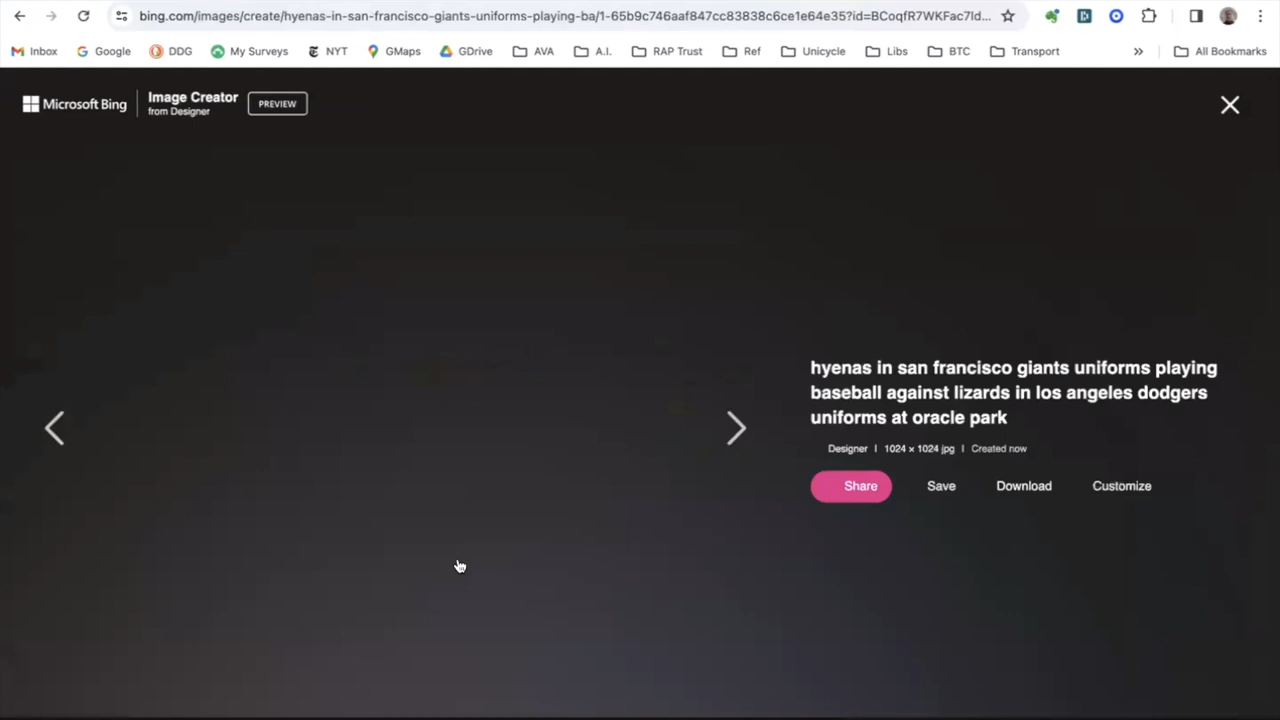 bing.com/images/create/hyenas-in-san-francisco-giants-uniforms-playing-ba/1-65b9c746aaf847cc83838c6ce1e64e35?id=BCoqfR7WKFac7ld...
Inbox Google DDG My Surveys NYT GMaps GDrive AVA A.I. RAP Trust Ref Unicycle Libs BTC Transport » All Bookmarks
Microsoft Bing Image Creator PREVIEW
from Designer
hyenas in san francisco giants uniforms playing
baseball against lizards in los angeles dodgers
uniforms at oracle park
Designer | 1024 × 1024 jpg | Created now
Share Save Download Customize